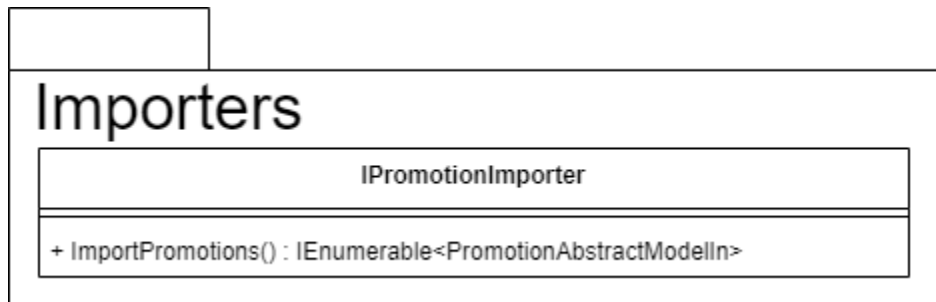 Importers
IPromotionImporter
+ ImportPromotions() : IEnumerable<PromotionAbstractModelIn>